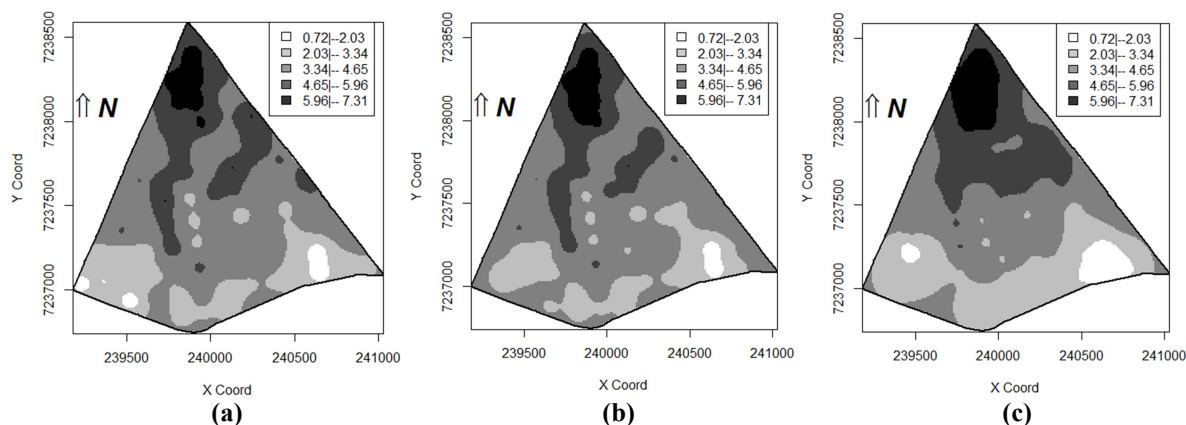 0.72|--2.03
2.03|-- 3.34
3.34|-- 4.65
4.65|-- 5.96
5.96|-- 7.31
⇑ N
Y Coord
7238500
7238000
7237500
7237000
239500 240000 240500 241000
X Coord
(a)
0.72|--2.03
2.03|-- 3.34
3.34|-- 4.65
4.65|-- 5.96
5.96|-- 7.31
⇑ N
Y Coord
7238500
7238000
7237500
7237000
239500 240000 240500 241000
X Coord
(b)
0.72|--2.03
2.03|-- 3.34
3.34|-- 4.65
4.65|-- 5.96
5.96|-- 7.31
⇑ N
Y Coord
7238500
7238000
7237500
7237000
239500 240000 240500 241000
X Coord
(c)